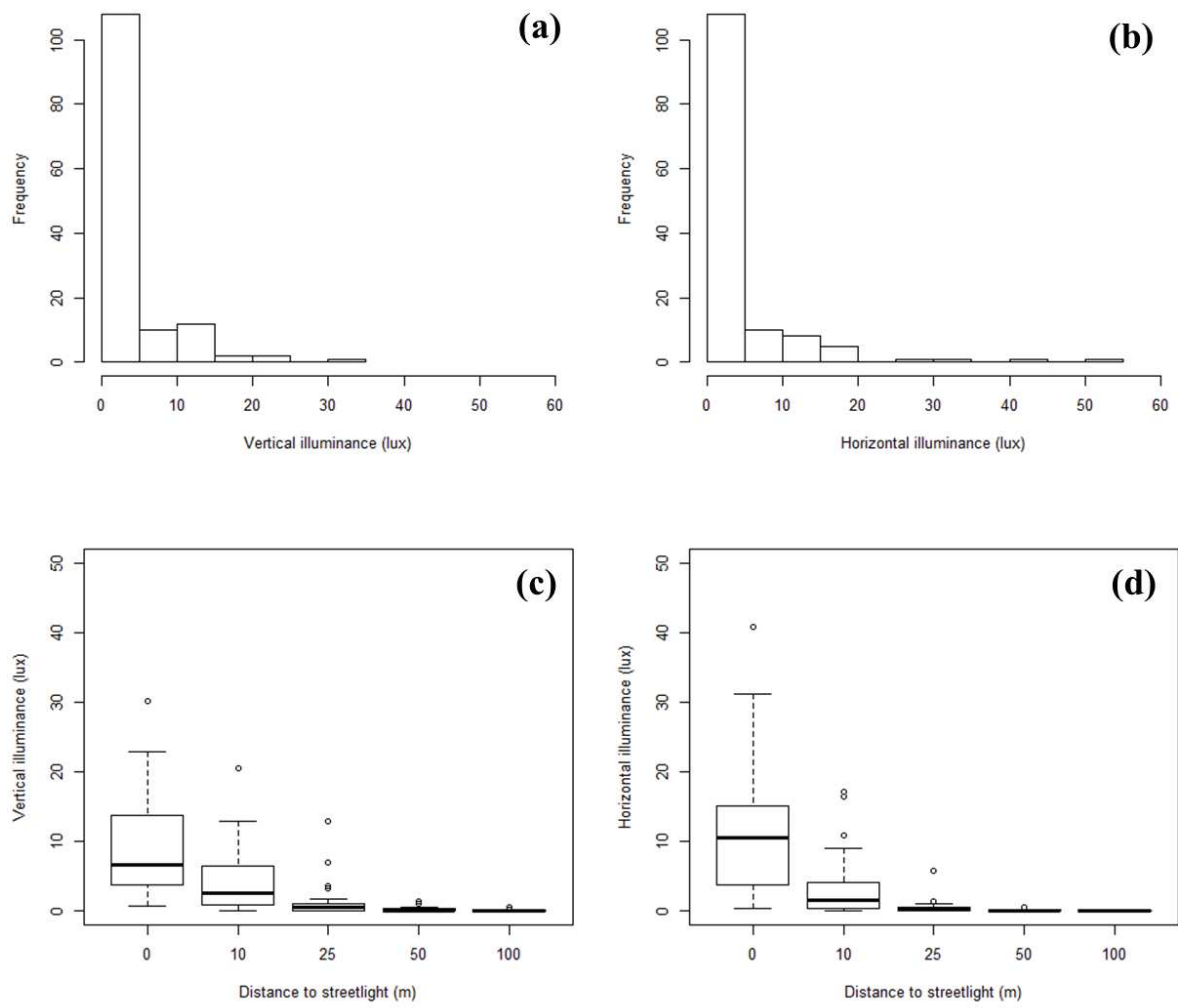 (a)
Frequency
100
80
60
40
20
0
0 10 20 30 40 50 60
Vertical illuminance (lux)
(b)
Frequency
100
80
60
40
20
0
0 10 20 30 40 50 60
Horizontal illuminance (lux)
(c)
Vertical illuminance (lux)
50
40
30
20
10
0
0 10 25 50 100
Distance to streetlight (m)
(d)
Horizontal illuminance (lux)
50
40
30
20
10
0
0 10 25 50 100
Distance to streetlight (m)